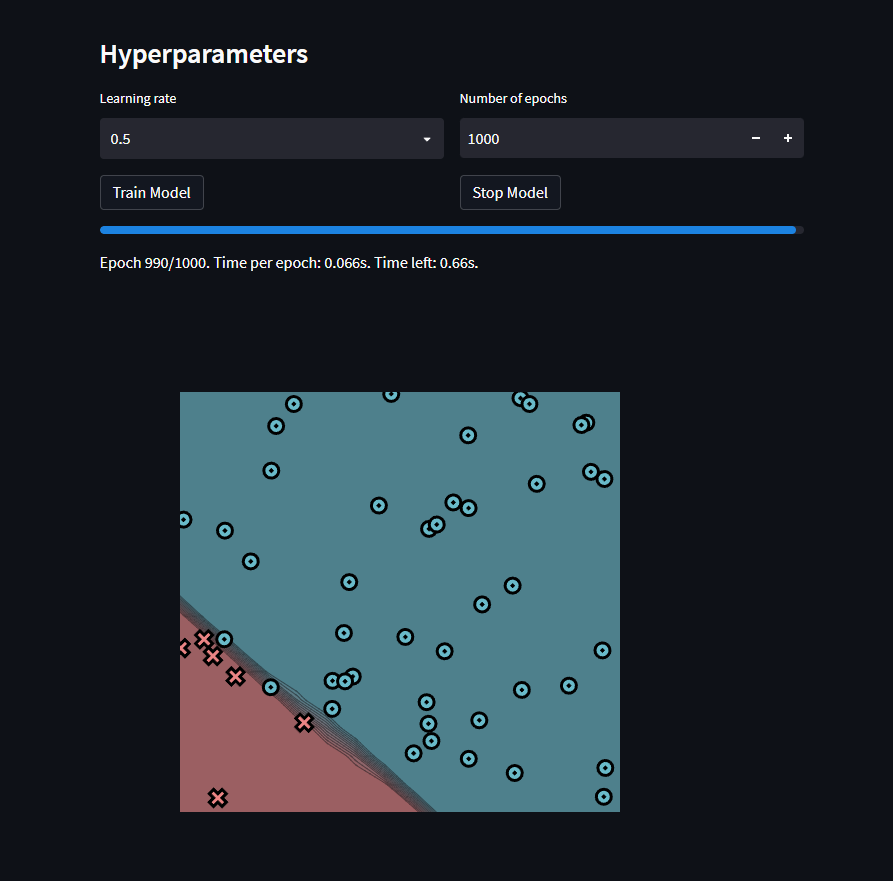 Hyperparameters
Learning rate
Number of epochs
0.5
1000
Train Model
Stop Model
Epoch 990/1000. Time per epoch: 0.066s. Time left: 0.66s.